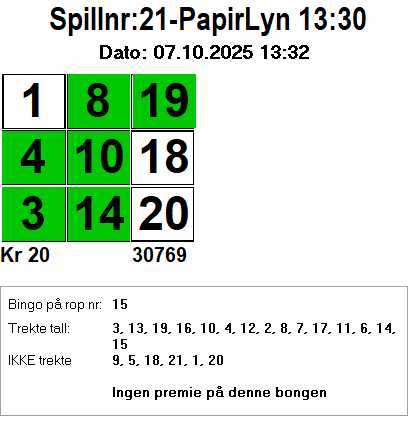 Spillnr:21-PapirLyn 13:30
Dato: 07.10.2025 13:32
1 8 19
4 10 18
3 14 20
Kr 20 30769
Bingo på rop nr: 15
Trekte tall: 3, 13, 19, 16, 10, 4, 12, 2, 8, 7, 17, 11, 6, 14,
15
IKKE trekte 9, 5, 18, 21, 1, 20
Ingen premie på denne bongen